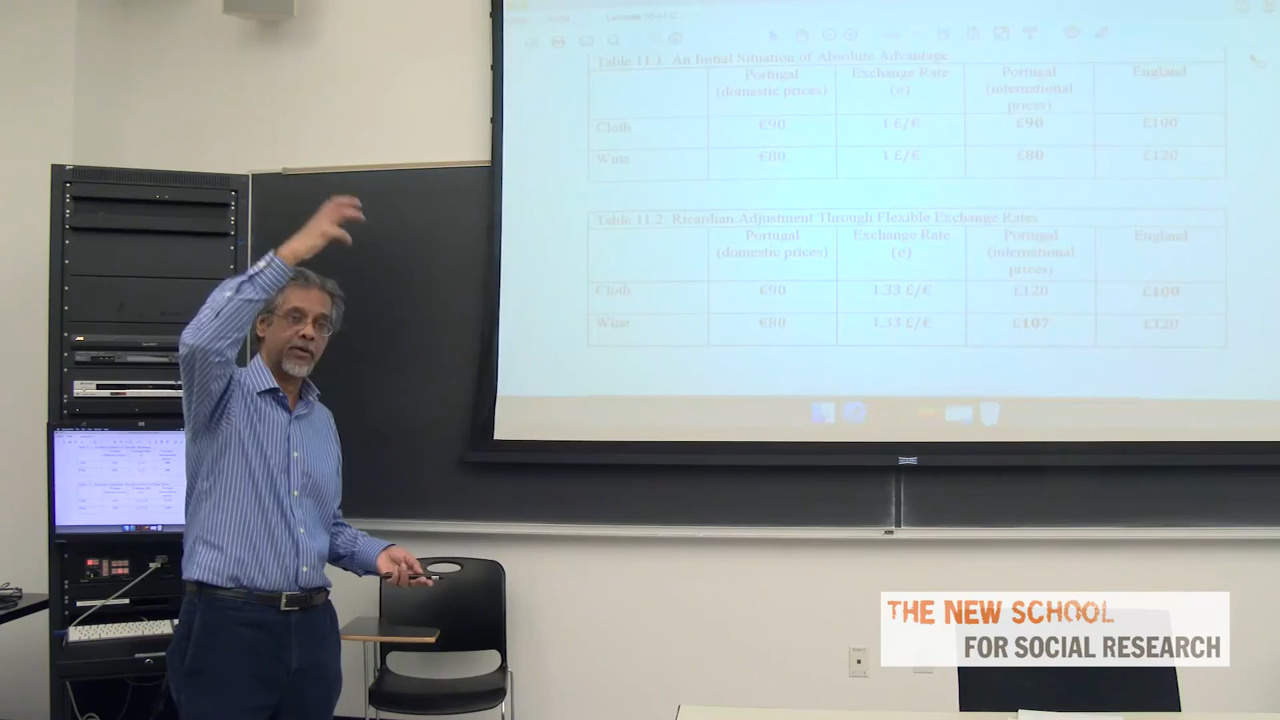 Table 11.1. An Initial Situation of Absolute Advantage
Portugal (domestic prices) Exchange Rate (e) Portugal (international prices) England
Cloth €90 1 £/€ £90 £100
Wine €80 1 £/€ £80 £120
Table 11.2. Ricardian Adjustment Through Flexible Exchange Rates
Portugal (domestic prices) Exchange Rate (e) Portugal (international prices) England
Cloth €90 1.33 £/€ £120 £100
Wine €80 1.33 £/€ £107 £120
THE NEW SCHOOL
FOR SOCIAL RESEARCH